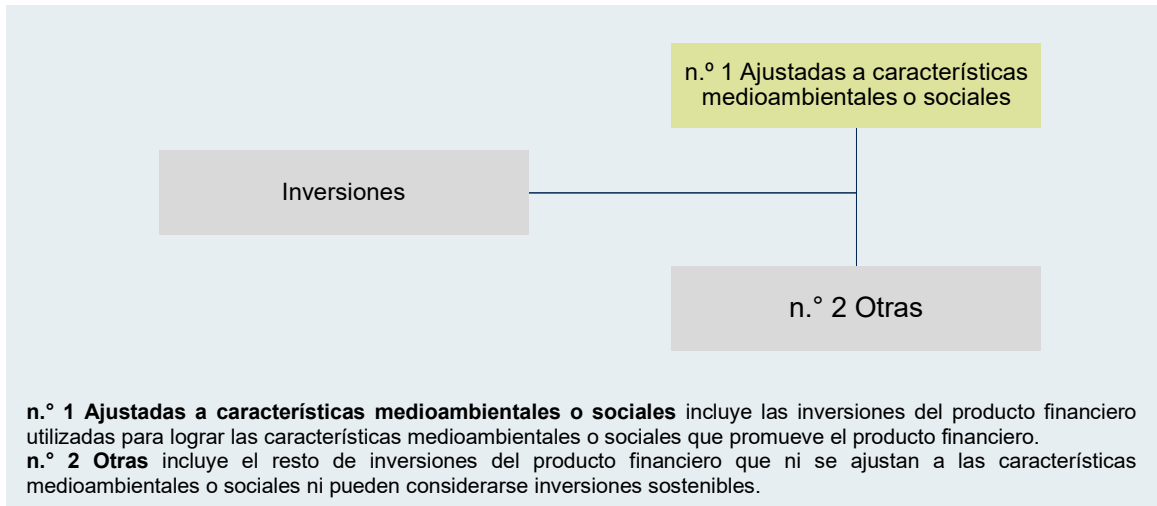 n.º 1 Ajustadas a características
medioambientales o sociales
Inversiones
n.° 2 Otras
n.° 1 Ajustadas a características medioambientales o sociales incluye las inversiones del producto financiero
utilizadas para lograr las características medioambientales o sociales que promueve el producto financiero.
n.° 2 Otras incluye el resto de inversiones del producto financiero que ni se ajustan a las características
medioambientales o sociales ni pueden considerarse inversiones sostenibles.